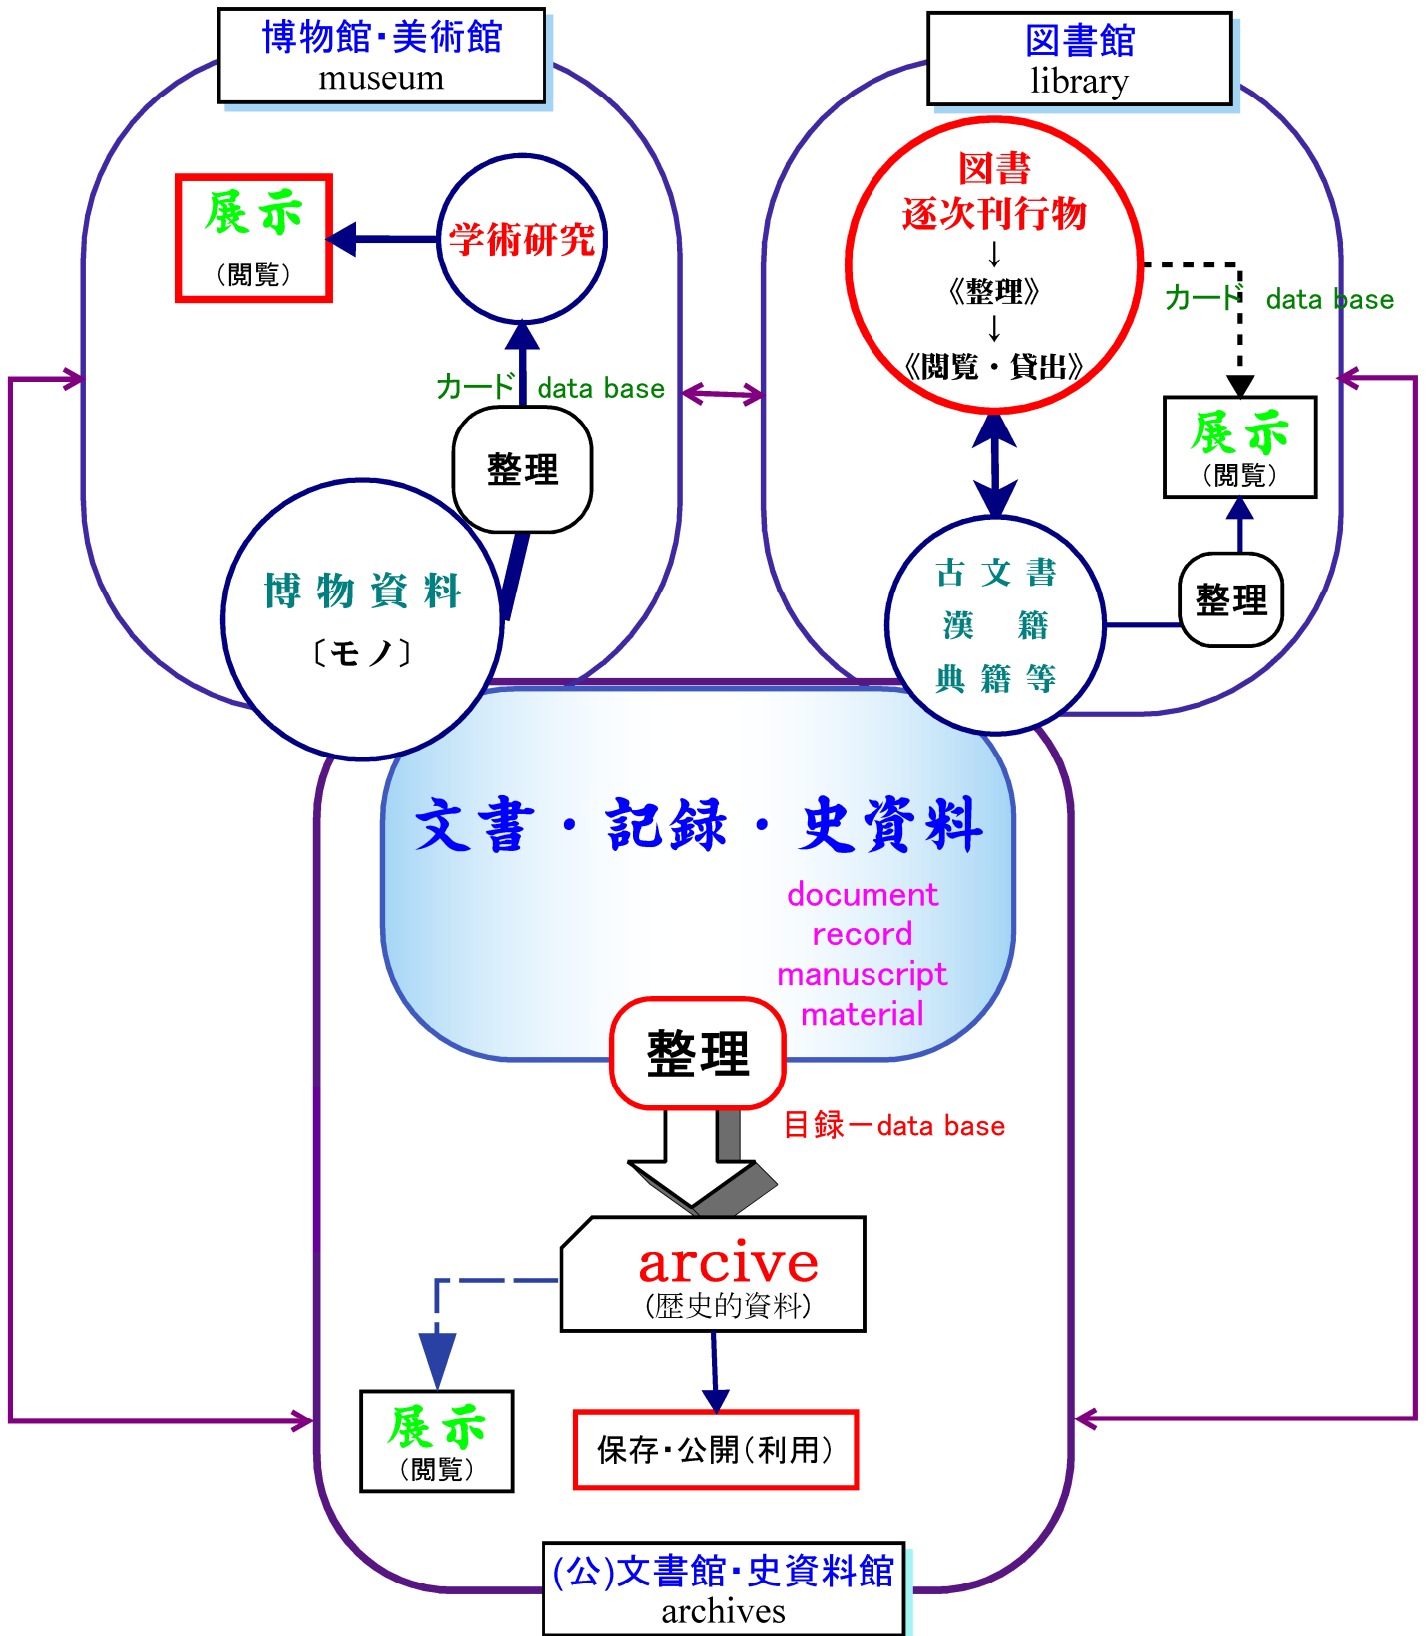 博物館・美術館
museum
展示
(閲覧)
学術研究
カード data base
整理
博物資料
〔モノ〕
図書館
library
図書
逐次刊行物
↓
《整理》
↓
《閲覧・貸出》
カード data base
展示
(閲覧)
整理
古文書
漢 籍
典籍等
文書・記録・史資料
document
record
manuscript
material
整理
目録－data base
arcive
(歴史的資料)
展示
(閲覧)
保存・公開(利用)
(公)文書館・史資料館
archives